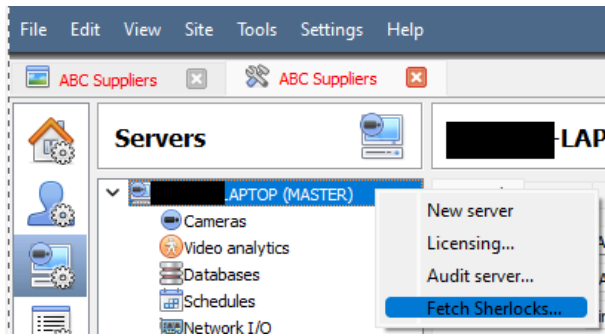 File Edit View Site Tools Settings Help
ABC Suppliers ABC Suppliers
Servers
-LAP
APTOP (MASTER)
New server
Cameras
Licensing...
Video analytics
Audit server...
Databases
Fetch Sherlocks...
Schedules
Network I/O